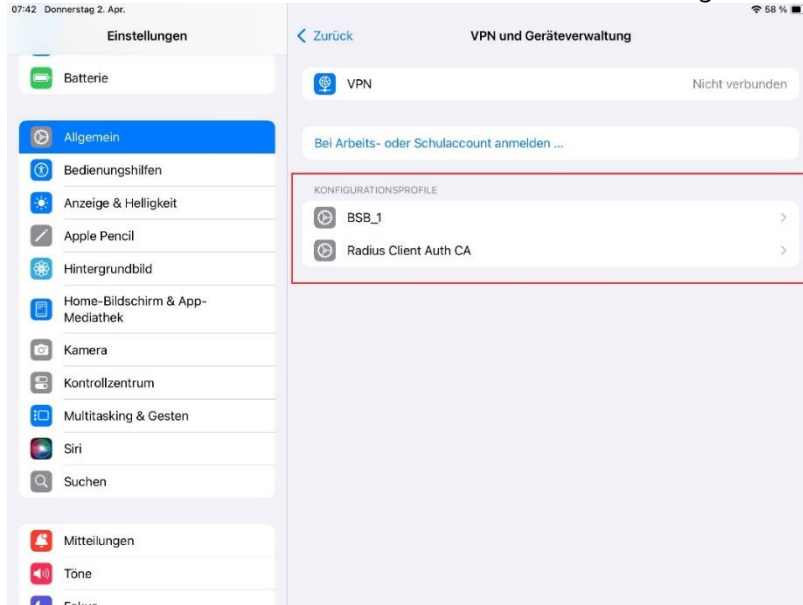 07:42 Donnerstag 2. Apr.
58 %
Einstellungen
Zurück
VPN und Geräteverwaltung
Batterie
VPN
Nicht verbunden
Allgemein
Bei Arbeits- oder Schulaccount anmelden ...
Bedienungshilfen
KONFIGURATIONSPROFILE
Anzeige & Helligkeit
BSB_1
Apple Pencil
Radius Client Auth CA
Hintergrundbild
Home-Bildschirm & App-
Mediathek
Kamera
Kontrollzentrum
Multitasking & Gesten
Siri
Suchen
Mitteilungen
Töne